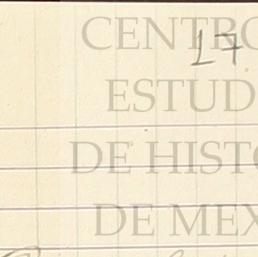 CENTRO
17
ESTUD
DE HISTO
DE MEX